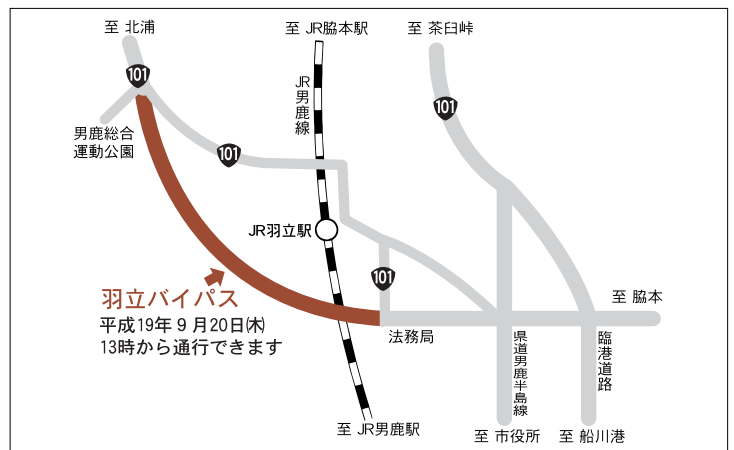 至 北浦
至 JR脇本駅
至 茶臼峠
101
JR男鹿線
101
男鹿総合
運動公園
101
JR羽立駅
101
羽立バイパス
平成19年9月20日㈭
13時から通行できます
至 脇本
法務局
県道男鹿半島線
臨港道路
至 JR男鹿駅
至 市役所
至 船川港